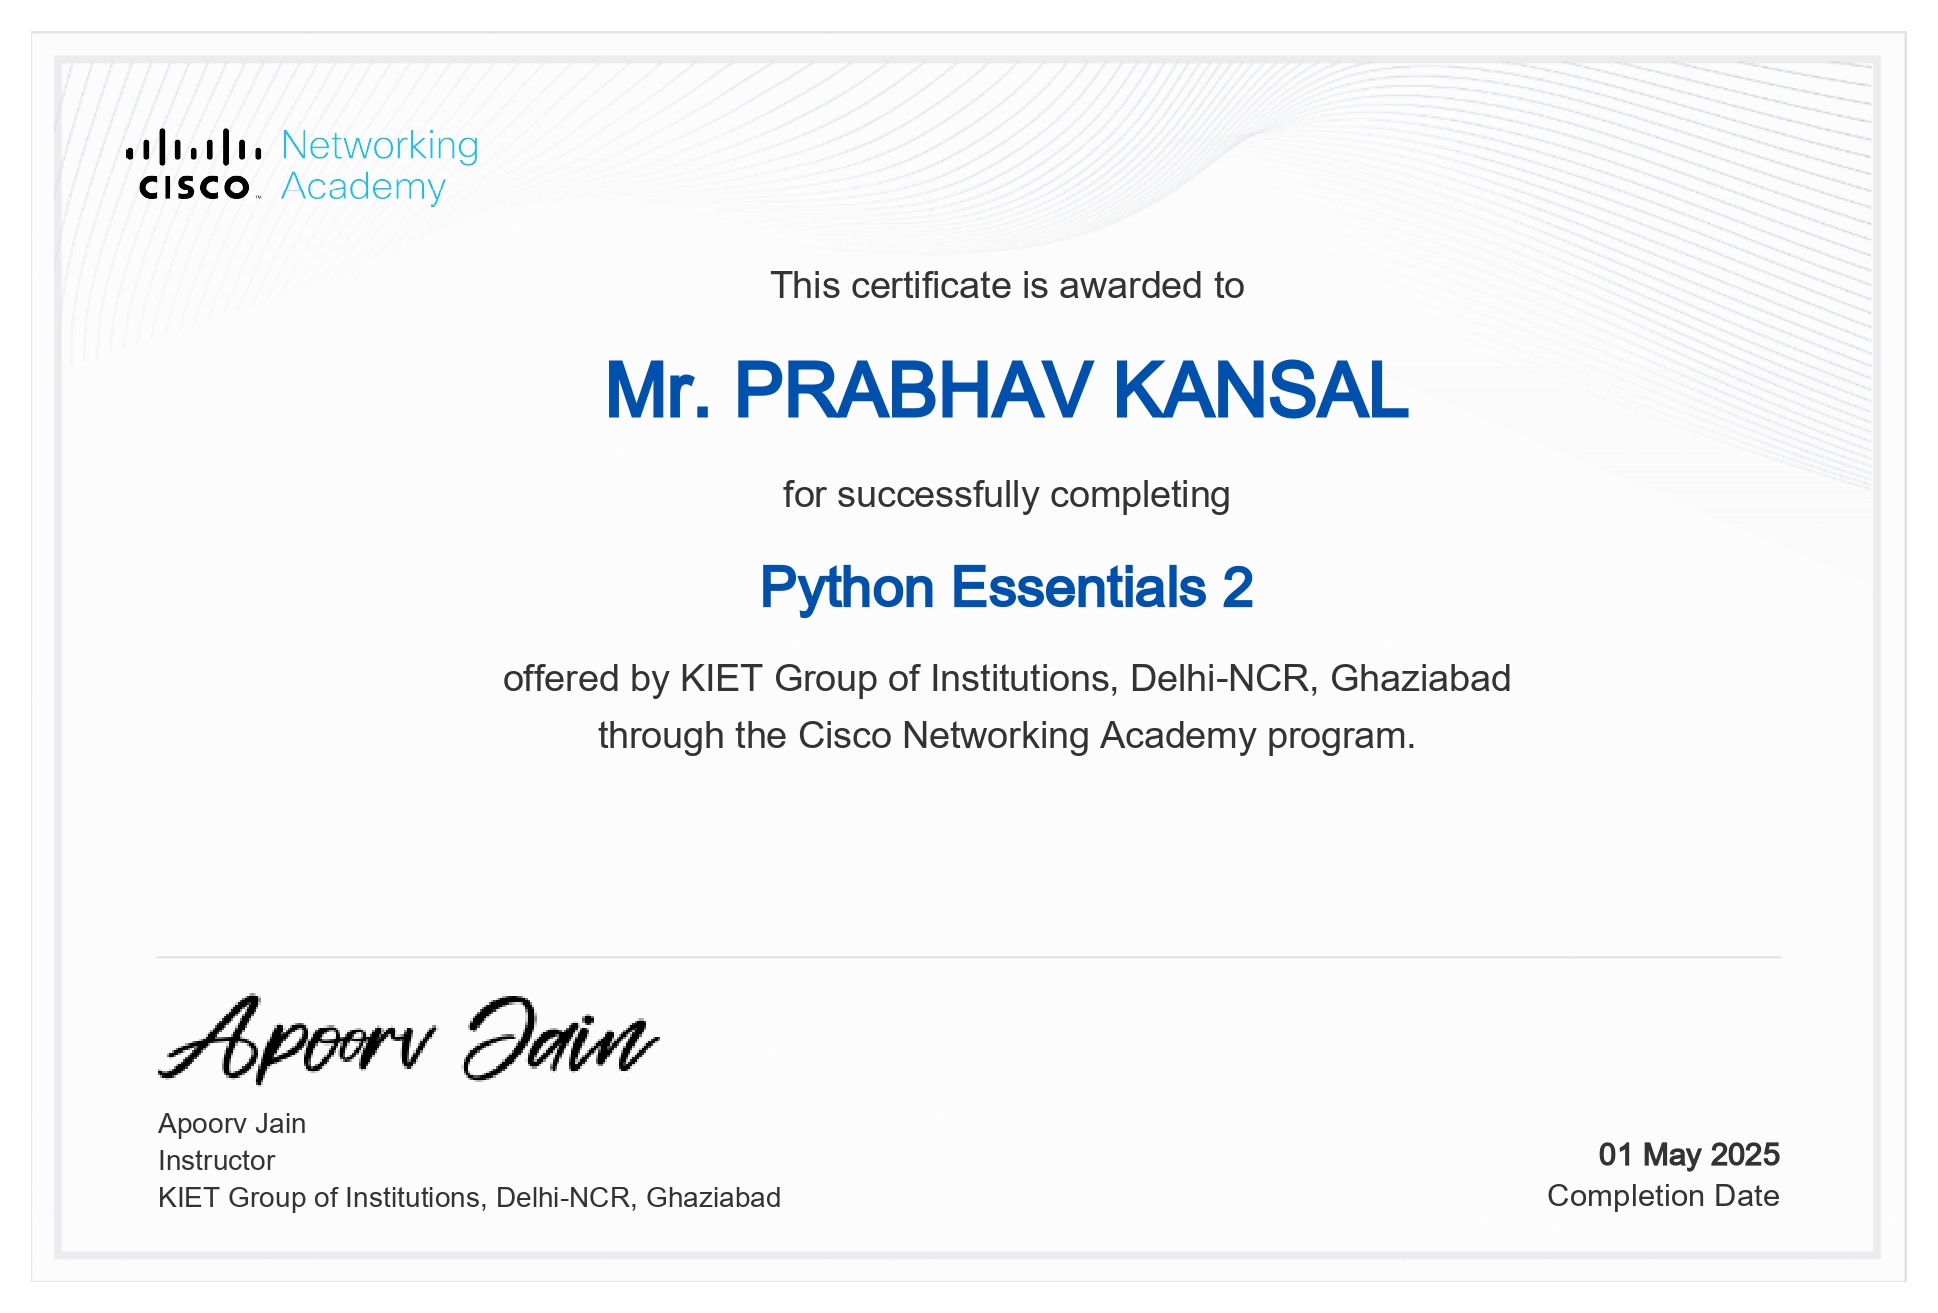 CISCO™ Networking
Academy
This certificate is awarded to
Mr. PRABHAV KANSAL
for successfully completing
Python Essentials 2
offered by KIET Group of Institutions, Delhi-NCR, Ghaziabad
through the Cisco Networking Academy program.
Apoorv Jain
Apoorv Jain
Instructor
KIET Group of Institutions, Delhi-NCR, Ghaziabad
01 May 2025
Completion Date